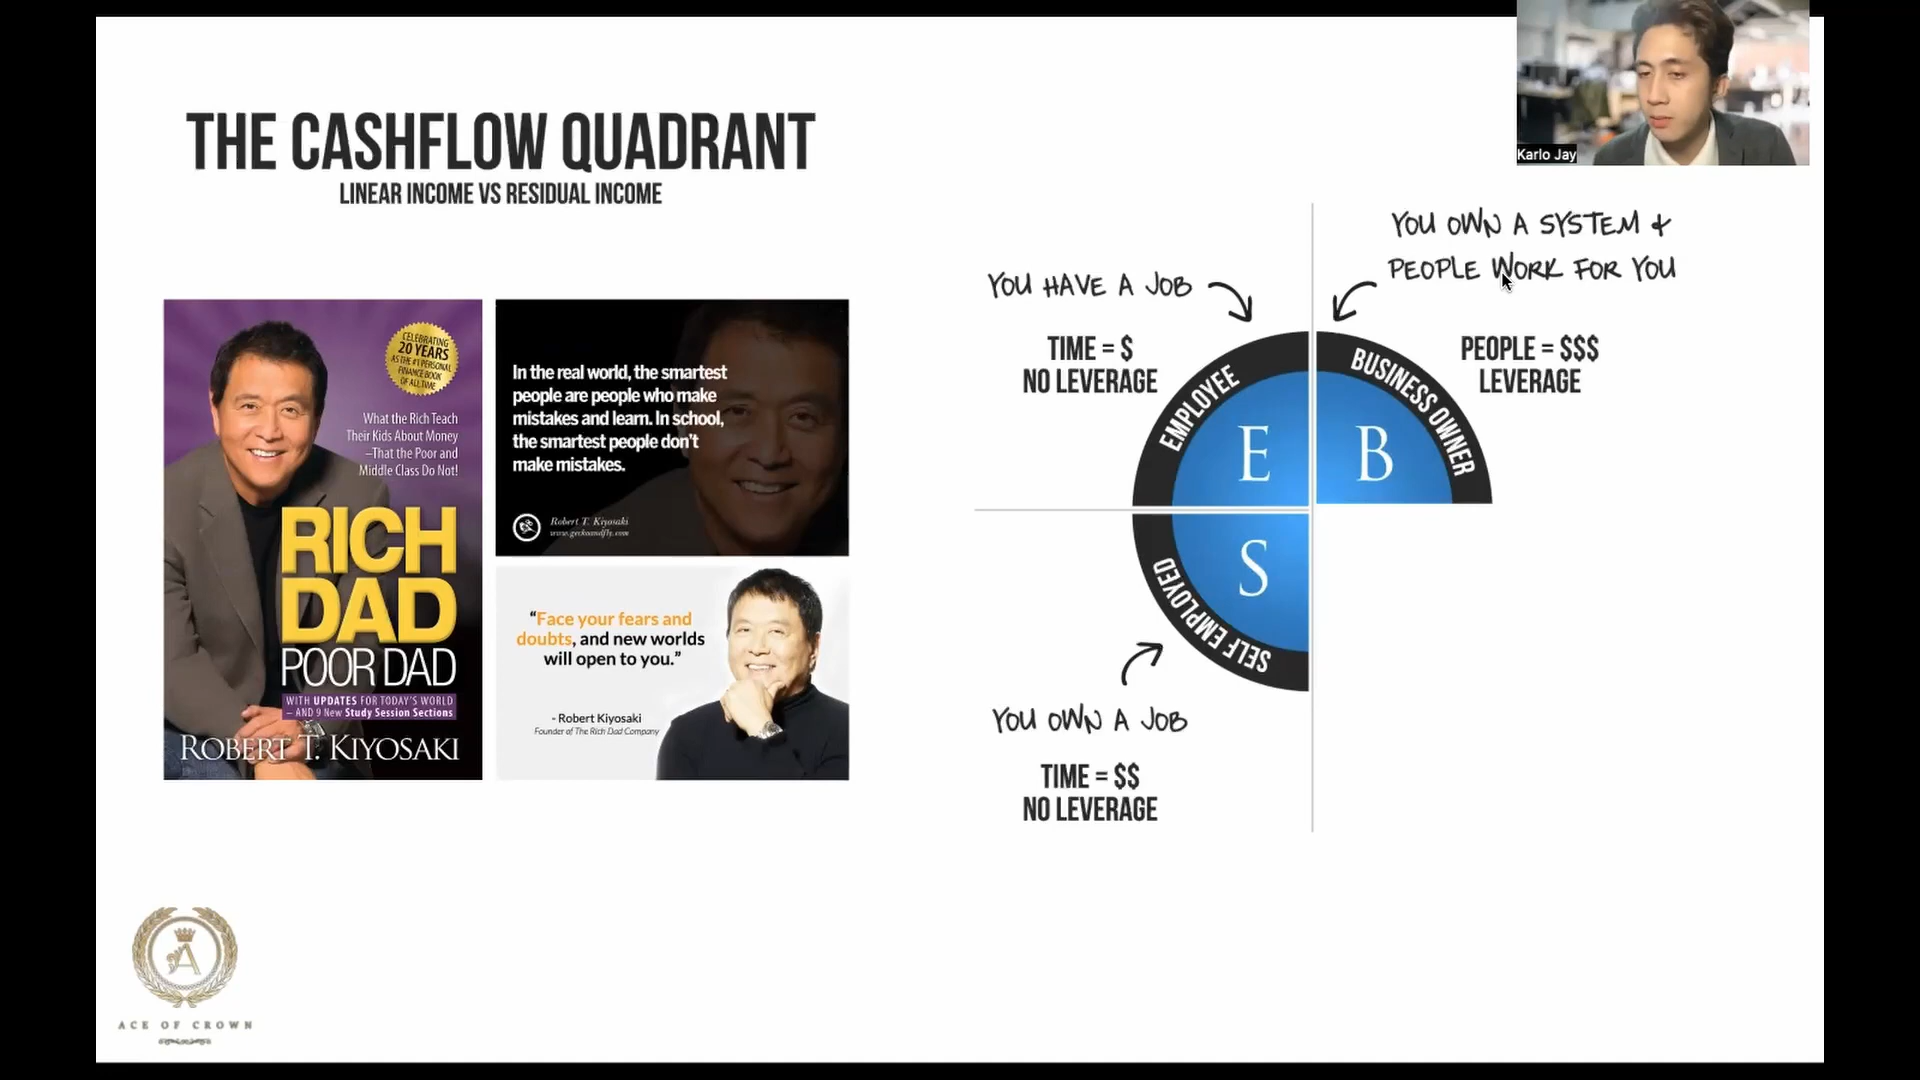 THE CASHFLOW QUADRANT
LINEAR INCOME VS RESIDUAL INCOME
CELEBRATING
20 YEARS
AS THE #1 PERSONAL
FINANCE BOOK
OF ALL TIME
What the Rich Teach
Their Kids About Money
–That the Poor and
Middle Class Do Not!
RICH
DAD
POOR DAD
WITH UPDATES FOR TODAY'S WORLD
– AND 9 New Study Session Sections
ROBERT T. KIYOSAKI
In the real world, the smartest
people are people who make
mistakes and learn. In school,
the smartest people don't
make mistakes.
Robert T. Kiyosaki
www.geckoandfly.com
"Face your fears and
doubts, and new worlds
will open to you."
- Robert Kiyosaki
Founder of The Rich Dad Company
Karlo Jay
YOU HAVE A JOB
TIME = $
NO LEVERAGE
YOU OWN A SYSTEM &
PEOPLE WORK FOR YOU
PEOPLE = $$$
LEVERAGE
EMPLOYEE
E
BUSINESS OWNER
B
SELF EMPLOYED
S
YOU OWN A JOB
TIME = $$
NO LEVERAGE
A
ACE OF CROWN